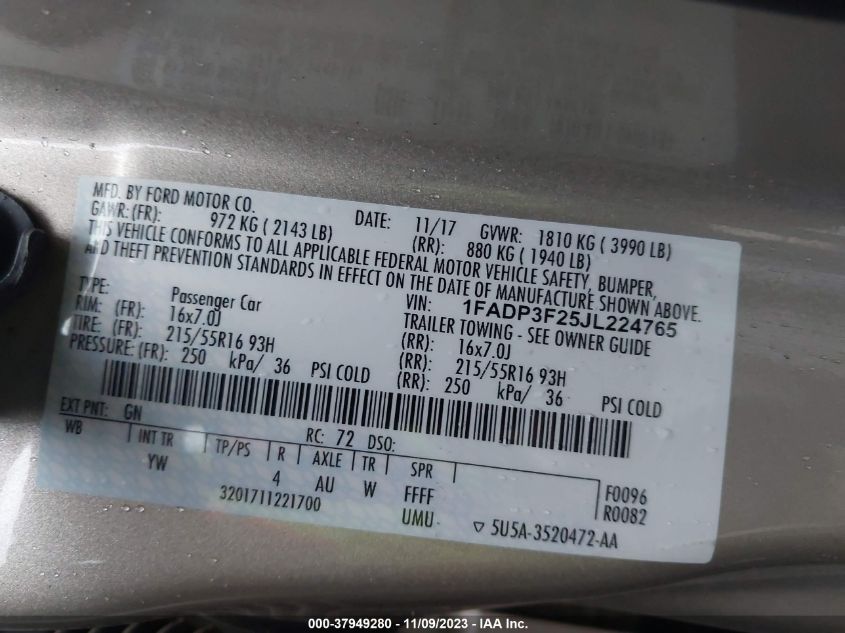 MFD. BY FORD MOTOR CO. DATE: 11/17 GVWR: 1810 KG ( 3990 LB)
GAWR: (FR): 972 KG ( 2143 LB) (RR): 880 KG ( 1940 LB)
THIS VEHICLE CONFORMS TO ALL APPLICABLE FEDERAL MOTOR VEHICLE SAFETY, BUMPER,
AND THEFT PREVENTION STANDARDS IN EFFECT ON THE DATE OF MANUFACTURE SHOWN ABOVE.
VIN: 1FADP3F25JL224765
TYPE: Passenger Car TRAILER TOWING - SEE OWNER GUIDE
RIM: (FR): 16x7.0J (RR): 16x7.0J
TIRE: (FR): 215/55R16 93H (RR): 215/55R16 93H
PRESSURE: (FR): 250 kPa/ 36 PSI COLD (RR): 250 kPa/ 36 PSI COLD
EXT PNT: GN RC: 72 DSO:
WB INT TR TP/PS R AXLE TR SPR
YW 4 AU W FFFF F0096
3201711221700 UMU R0082
▽ 5U5A-3520472-AA
000-37949280 - 11/09/2023 - IAA Inc.